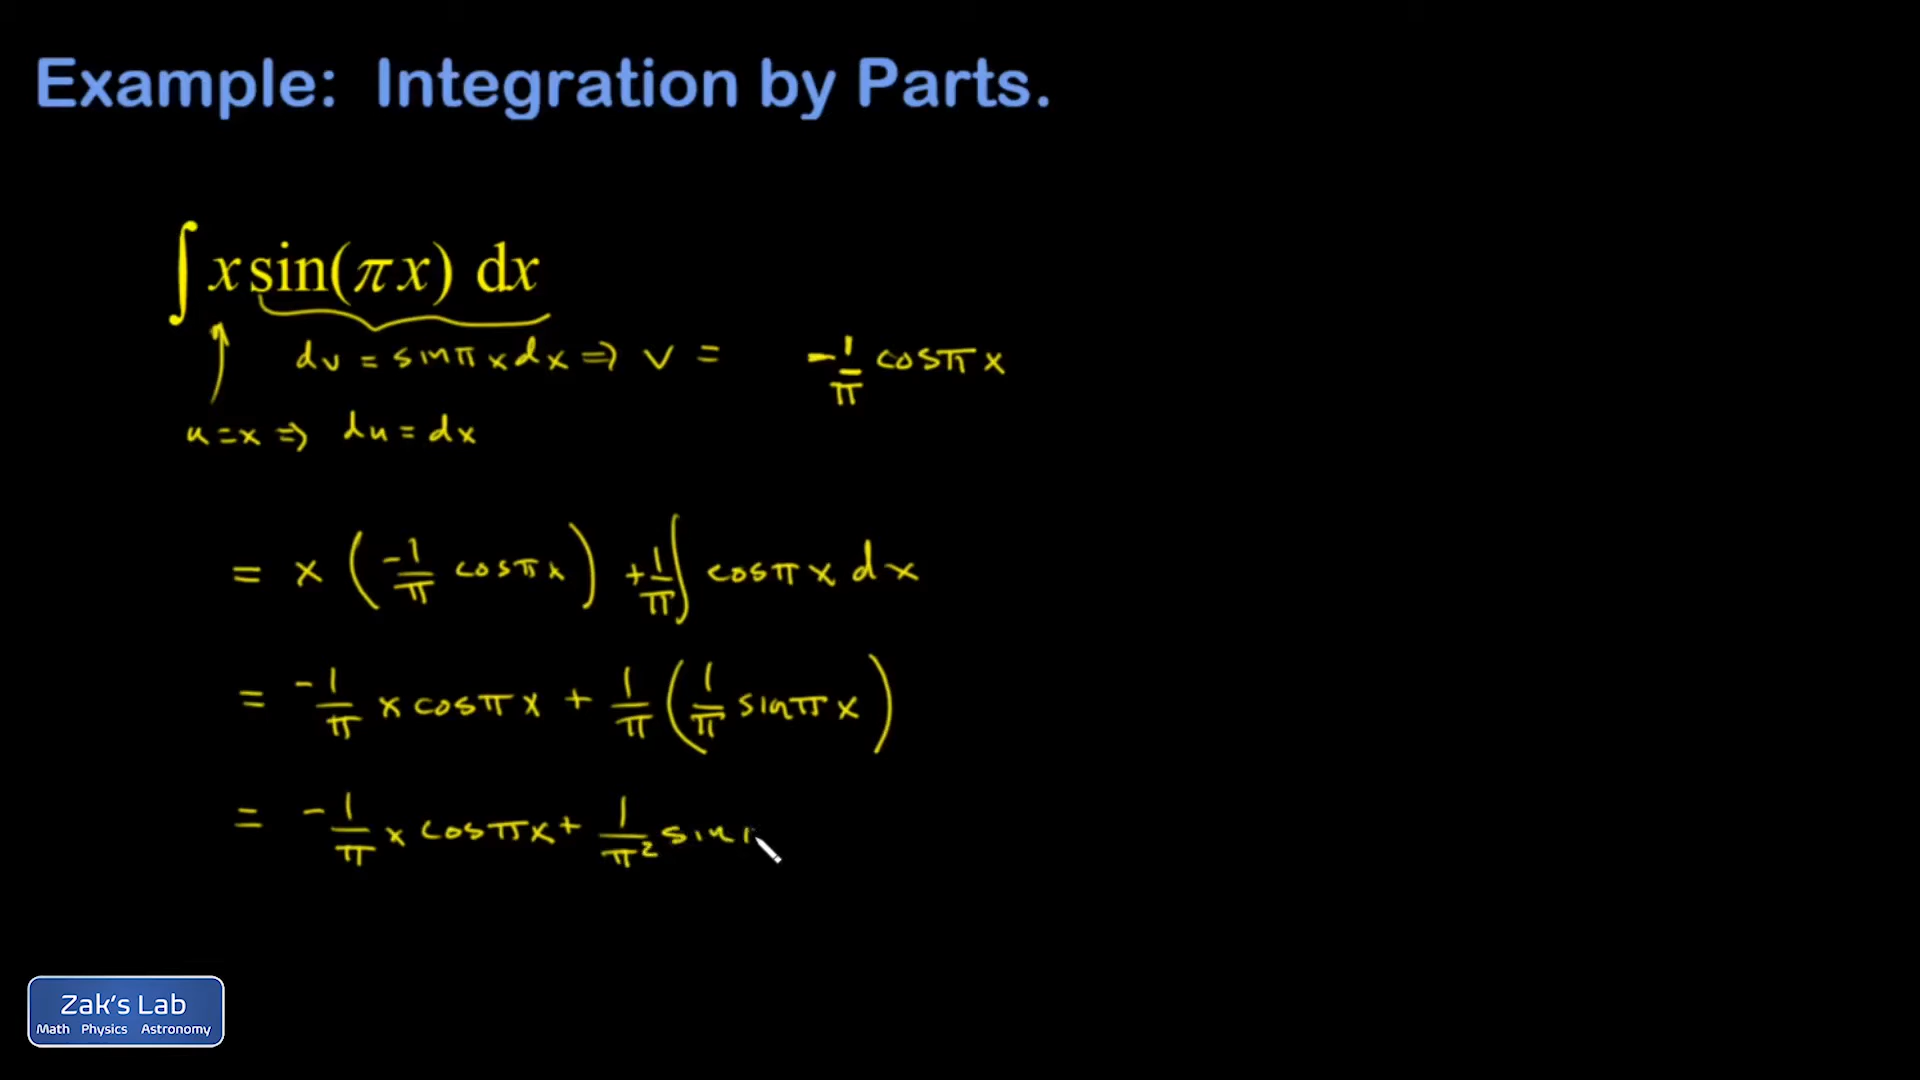 Example: Integration by Parts.
∫ x sin(πx) dx
dv = sinπx dx ⇒ v = -1/π cosπx
u = x ⇒ du = dx
= x (-1/π cosπx) + 1/π ∫ cosπx dx
= -1/π x cosπx + 1/π (1/π sinπx)
= -1/π x cosπx + 1/π² sin
Zak's Lab
Math Physics Astronomy